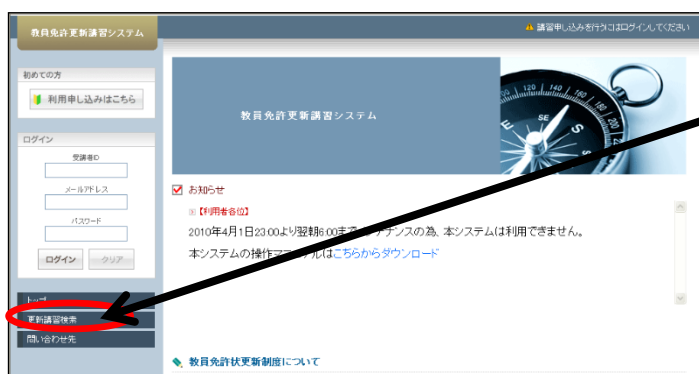 教員免許更新講習システム
⚠ 講習申し込みを行うにはログインしてください
初めての方
利用申し込みはこちら
教員免許更新講習システム
120 | 140 | 160
SE
S
ログイン
受講者ID
メールアドレス
パスワード
ログイン クリア
お知らせ
【利用者各位】
2010年4月1日23:00より翌朝6:00まで ナンスの為、本システムは利用できません。
本システムの操作マニュアルはこちらからダウンロード
トップ
更新講習検索
問い合わせ先
教員免許状更新制度について